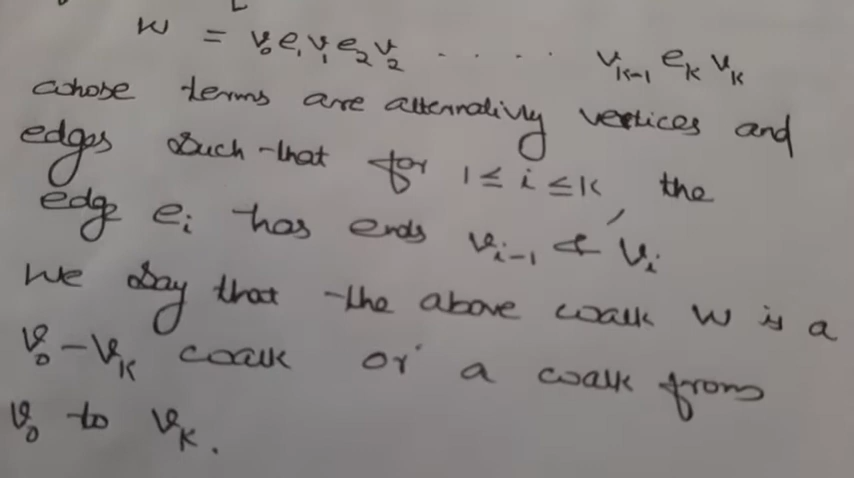 W = v₀e₁v₁e₂v₂ ..... vₖ₋₁ eₖ vₖ
whose terms are alternativly vertices and
edges such that for 1 ≤ i ≤ k, the
edge eᵢ has ends vᵢ₋₁ & vᵢ
We say that the above walk W is a
v₀ - vₖ walk or a walk from
v₀ to vₖ.